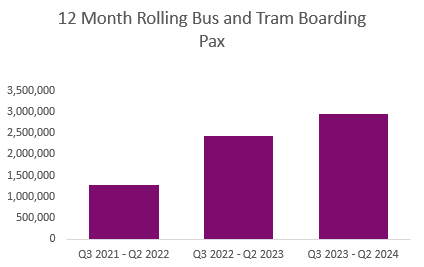 12 Month Rolling Bus and Tram Boarding
Pax
3,500,000
3,000,000
2,500,000
2,000,000
1,500,000
1,000,000
500,000
0
Q3 2021 - Q2 2022
Q3 2022 - Q2 2023
Q3 2023 - Q2 2024